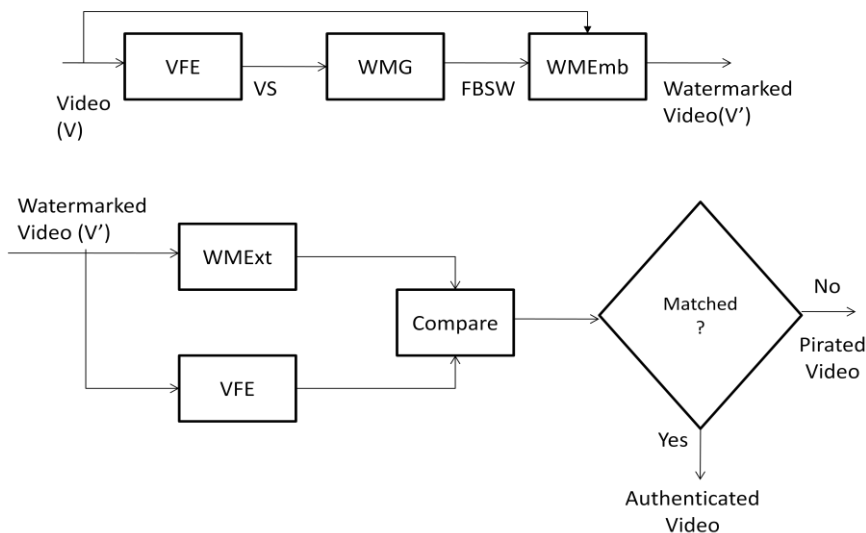 VFE
WMG
WMEmb
VS
FBSW
Video
(V)
Watermarked
Video(V')
Watermarked
Video (V')
WMExt
Compare
Matched
?
No
Pirated
Video
VFE
Yes
Authenticated
Video